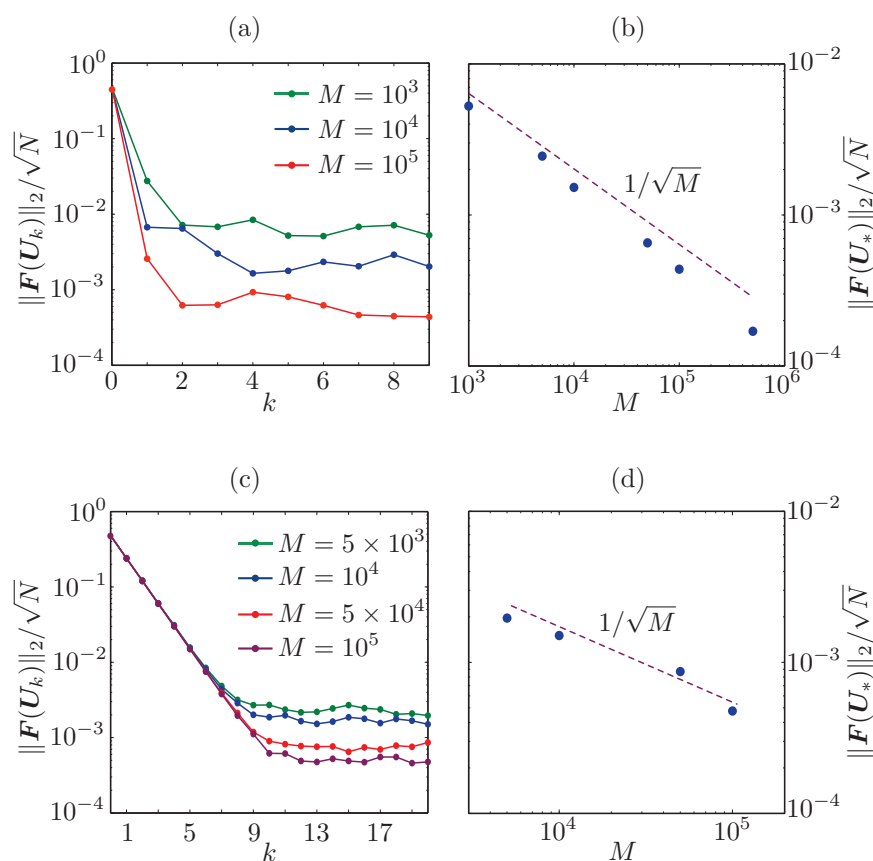 (a)
10^0
10^{-1}
10^{-2}
10^{-3}
10^{-4}
‖F(U_k)‖_2/√N
M = 10^3
M = 10^4
M = 10^5
0 2 4 6 8
k
(b)
10^{-2}
10^{-3}
10^{-4}
‖F(U_*)‖_2/√N
1/√M
10^3 10^4 10^5 10^6
M
(c)
10^0
10^{-1}
10^{-2}
10^{-3}
10^{-4}
‖F(U_k)‖_2/√N
M = 5 × 10^3
M = 10^4
M = 5 × 10^4
M = 10^5
1 5 9 13 17
k
(d)
10^{-2}
10^{-3}
10^{-4}
‖F(U_*)‖_2/√N
1/√M
10^4 10^5
M